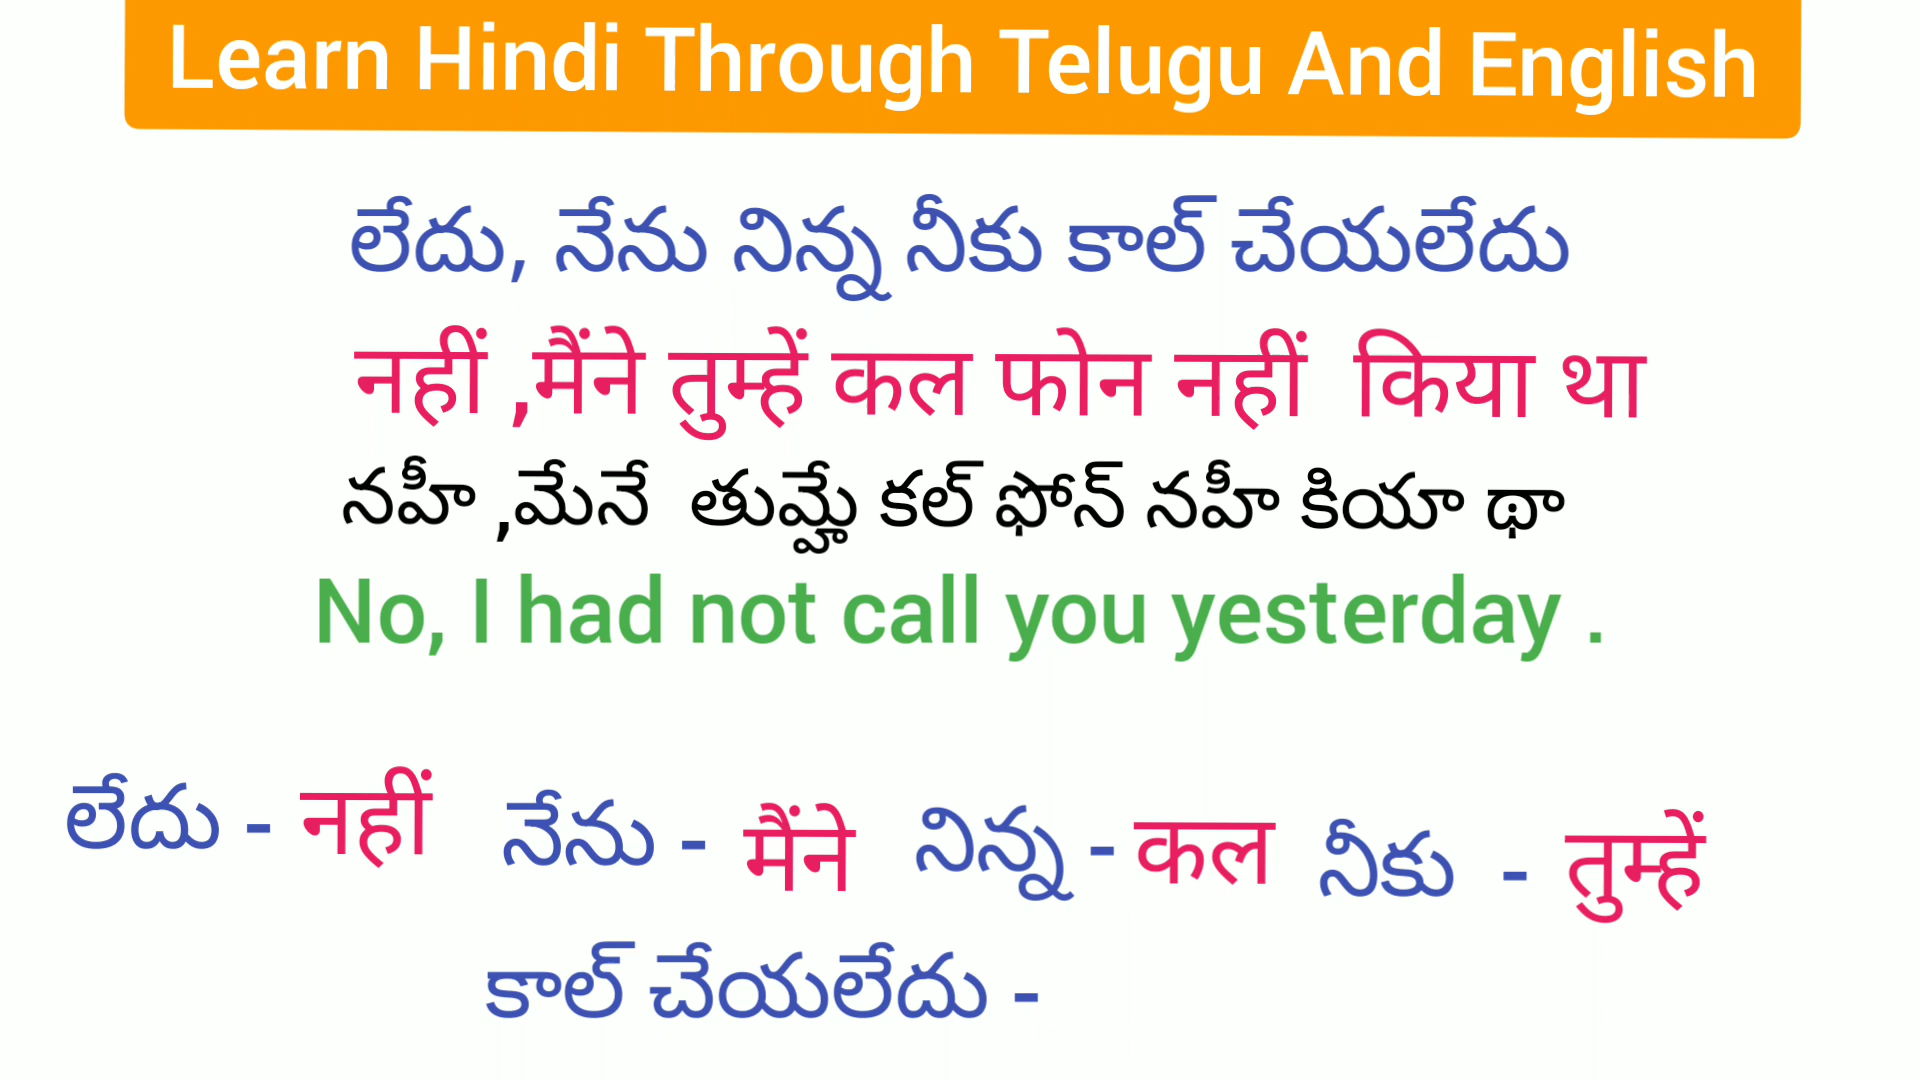 Learn Hindi Through Telugu And English
లేదు, నేను నిన్న నీకు కాల్ చేయలేదు
नहीं ,मैंने तुम्हें कल फोन नहीं किया था
నహీ ,మేనే తుమ్హే కల్ ఫోన్ నహీ కియా థా
No, I had not call you yesterday .
లేదు - नहीं నేను - मैंने నిన్న - कल నీకు - तुम्हें
కాల్ చేయలేదు -